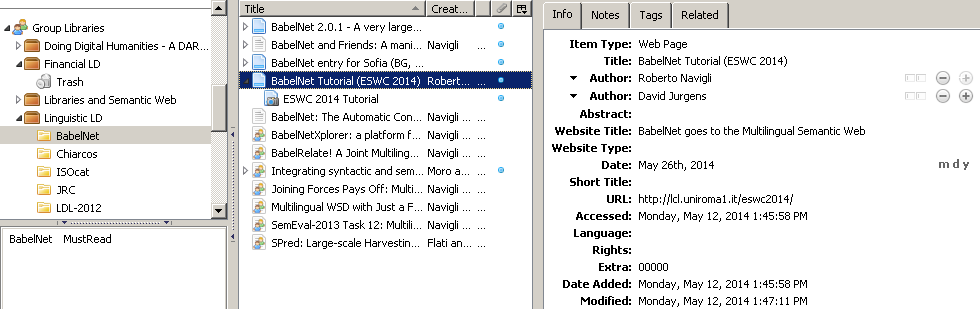 Group Libraries
Doing Digital Humanities - A DAR...
Financial LD
Trash
Libraries and Semantic Web
Linguistic LD
BabelNet
Chiarcos
ISOcat
JRC
LDL-2012
BabelNet MustRead
Title Creat...
BabelNet 2.0.1 - A very large...
BabelNet and Friends: A mani... Navigli ...
BabelNet entry for Sofia (BG, ...
BabelNet Tutorial (ESWC 2014) Robert...
ESWC 2014 Tutorial
BabelNet: The Automatic Con... Navigli ... ...
BabelNetXplorer: a platform f... Navigli ... ...
BabelRelate! A Joint Multiling... Navigli ... ...
Integrating syntactic and sem... Moro a... ...
Joining Forces Pays Off: Multi... Navigli ... ...
Multilingual WSD with Just a F... Navigli ... ...
SemEval-2013 Task 12: Multili... Navigli ... ...
SPred: Large-scale Harvestin... Flati an... ...
Info Notes Tags Related
Item Type: Web Page
Title: BabelNet Tutorial (ESWC 2014)
Author: Roberto Navigli
Author: David Jurgens
Abstract:
Website Title: BabelNet goes to the Multilingual Semantic Web
Website Type:
Date: May 26th, 2014 m d y
Short Title:
URL: http://lcl.uniroma1.it/eswc2014/
Accessed: Monday, May 12, 2014 1:45:58 PM
Language:
Rights:
Extra: 00000
Date Added: Monday, May 12, 2014 1:45:58 PM
Modified: Monday, May 12, 2014 1:47:11 PM